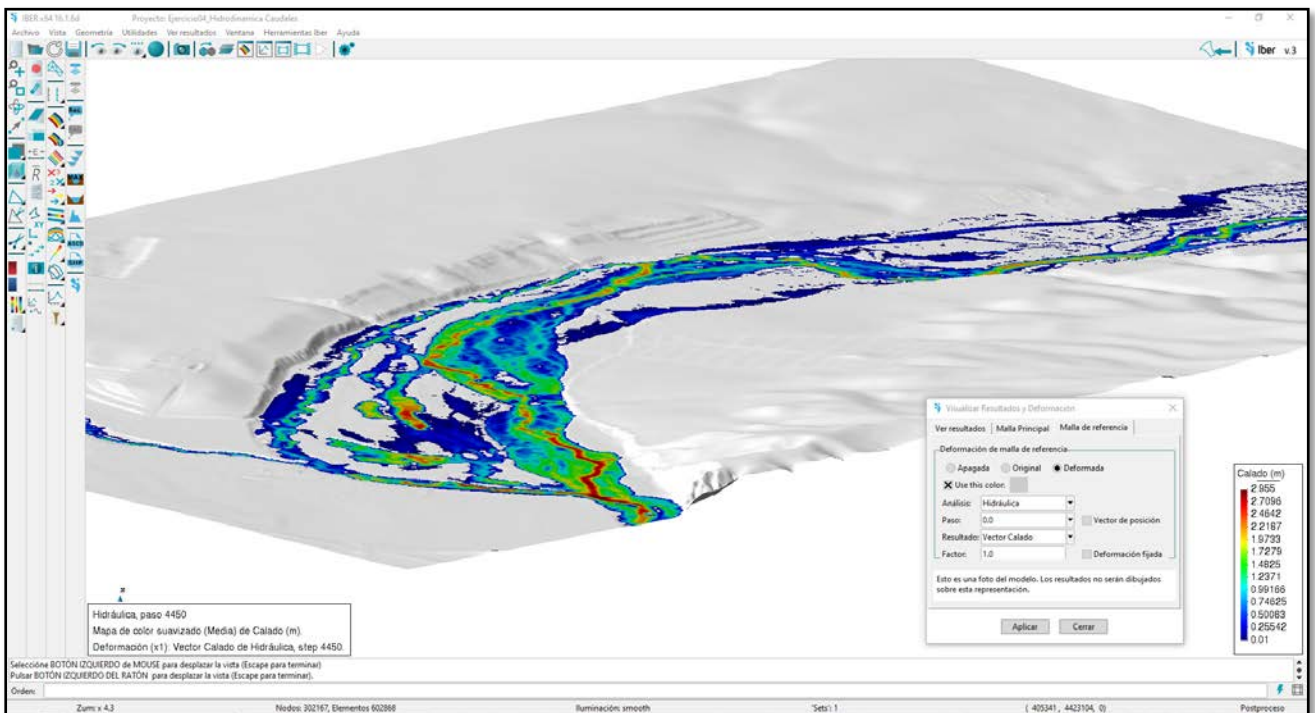 IBER x64 16.1.6d Proyecto: Ejercicio04_Hidrodinamica Caudales
Archivo Vista Geometría Utilidades Ver resultados Ventana Herramientas Iber Ayuda
Iber v.3
Visualizar Resultados y Deformación
Ver resultados Malla Principal Malla de referencia
Deformación de malla de referencia
Apagada Original Deformada
Use this color:
Análisis: Hidráulica
Paso: 0.0 Vector de posición
Resultado: Vector Calado
Factor: 1.0 Deformación fijada
Esto es una foto del modelo. Los resultados no serán dibujados
sobre esta representación.
Aplicar Cerrar
Calado (m)
2.955
2.7096
2.4642
2.2187
1.9733
1.7279
1.4825
1.2371
0.99166
0.74625
0.50083
0.25542
0.01
Hidráulica, paso 4450
Mapa de color suavizado (Media) de Calado (m).
Deformación (x1): Vector Calado de Hidráulica, step 4450.
Seleccióne BOTÓN IZQUIERDO de MOUSE para desplazar la vista (Escape para terminar)
Pulsar BOTÓN IZQUIERDO DEL RATÓN para desplazar la vista (Escape para terminar).
Orden:
Zum: x 4.3 Nodos: 302167, Elementos 602868 Iluminación: smooth 'Sets': 1 ( 405341 , 4423104, 0) Postproceso